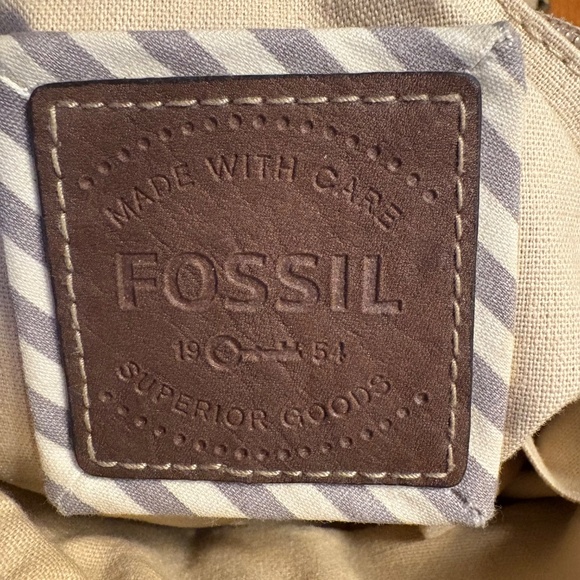 MADE WITH CARE
FOSSIL
19 54
SUPERIOR GOODS